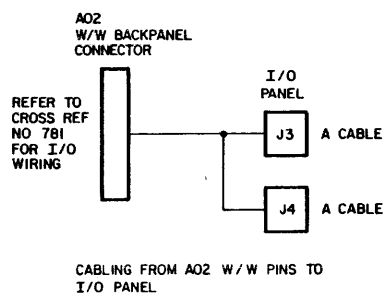 A02
W/W BACKPANEL
CONNECTOR
I/O
PANEL
REFER TO
CROSS REF
NO 781
FOR I/O
WIRING
J3 A CABLE
J4 A CABLE
CABLING FROM A02 W/W PINS TO
I/O PANEL